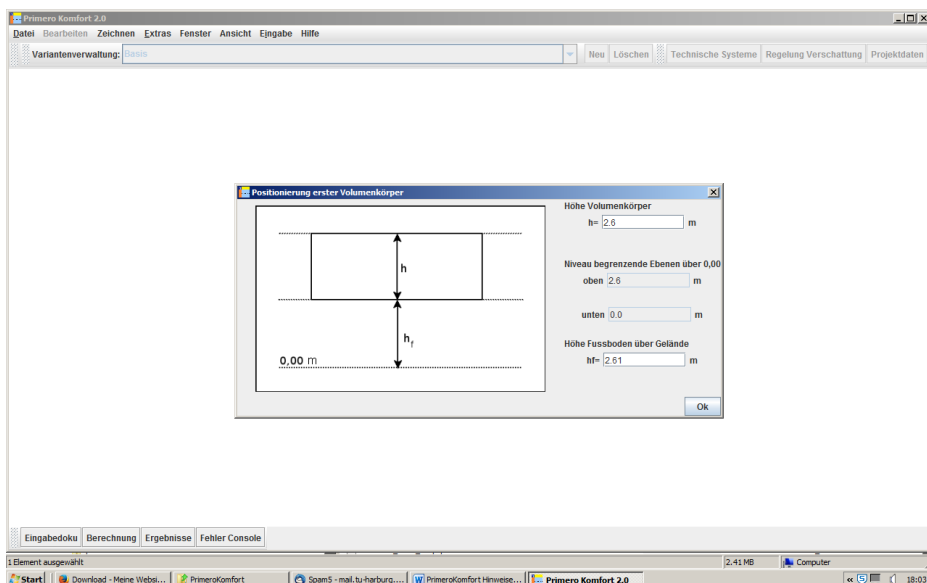 Primero Komfort 2.0
Datei Bearbeiten Zeichnen Extras Fenster Ansicht Eingabe Hilfe
Variantenverwaltung: Basis Neu Löschen Technische Systeme Regelung Verschattung Projektdaten
Positionierung erster Volumenkörper
Höhe Volumenkörper
h= 2.6 m
h
Niveau begrenzende Ebenen über 0,00
oben 2.6 m
unten 0.0 m
hf
Höhe Fussboden über Gelände
0,00 m
hf= 2.61 m
Ok
Eingabedoku Berechnung Ergebnisse Fehler Console
1 Element ausgewählt 2.41 MB Computer
Start Download - Meine Websi... PrimeroKomfort Spam5 - mail.tu-harburg.... PrimeroKomfort Hinweise... Primero Komfort 2.0 18:03